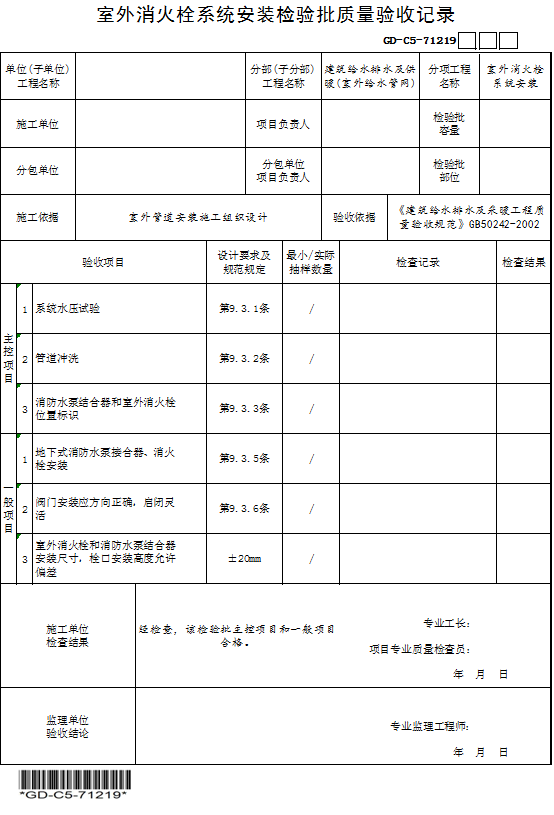 室外消火栓系统安装检验批质量验收记录
GD-C5-71219
单位(子单位)
工程名称
分部(子分部)
工程名称
建筑给水排水及供
暖(室外给水管网)
分项工程
名称
室外消火栓
系统安装
施工单位
项目负责人
检验批
容量
分包单位
分包单位
项目负责人
检验批
部位
施工依据
室外管道安装施工组织设计
验收依据
《建筑给水排水及采暖工程质
量验收规范》GB50242-2002
验收项目
设计要求及
规范规定
最小/实际
抽样数量
检查记录
检查结果
主控项目
1 系统水压试验 第9.3.1条 /
2 管道冲洗 第9.3.2条 /
3 消防水泵结合器和室外消火栓
位置标识 第9.3.3条 /
一般项目
1 地下式消防水泵接合器、消火
栓安装 第9.3.5条 /
2 阀门安装应方向正确，启闭灵
活 第9.3.6条 /
3 室外消火栓和消防水泵结合器
安装尺寸，栓口安装高度允许
偏差 ±20mm /
施工单位
检查结果
经检查，该检验批主控项目和一般项目
合格。
专业工长：
项目专业质量检查员：
年 月 日
监理单位
验收结论
专业监理工程师：
年 月 日
*GD-C5-71219*